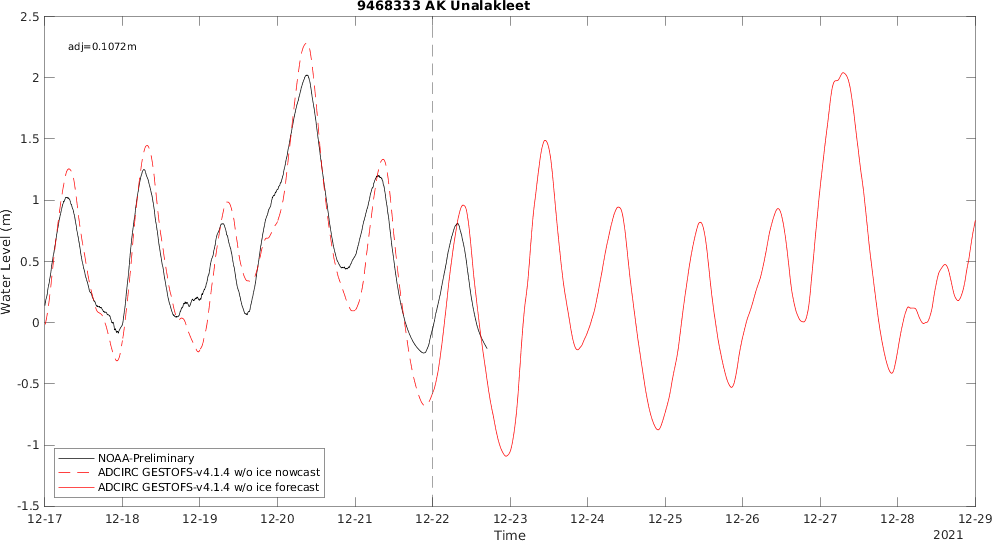 9468333 AK Unalakleet
adj=0.1072m
Water Level (m)
2.5
2
1.5
1
0.5
0
-0.5
-1
-1.5
NOAA-Preliminary
ADCIRC GESTOFS-v4.1.4 w/o ice nowcast
ADCIRC GESTOFS-v4.1.4 w/o ice forecast
12-17 12-18 12-19 12-20 12-21 12-22 12-23 12-24 12-25 12-26 12-27 12-28 12-29
Time
2021